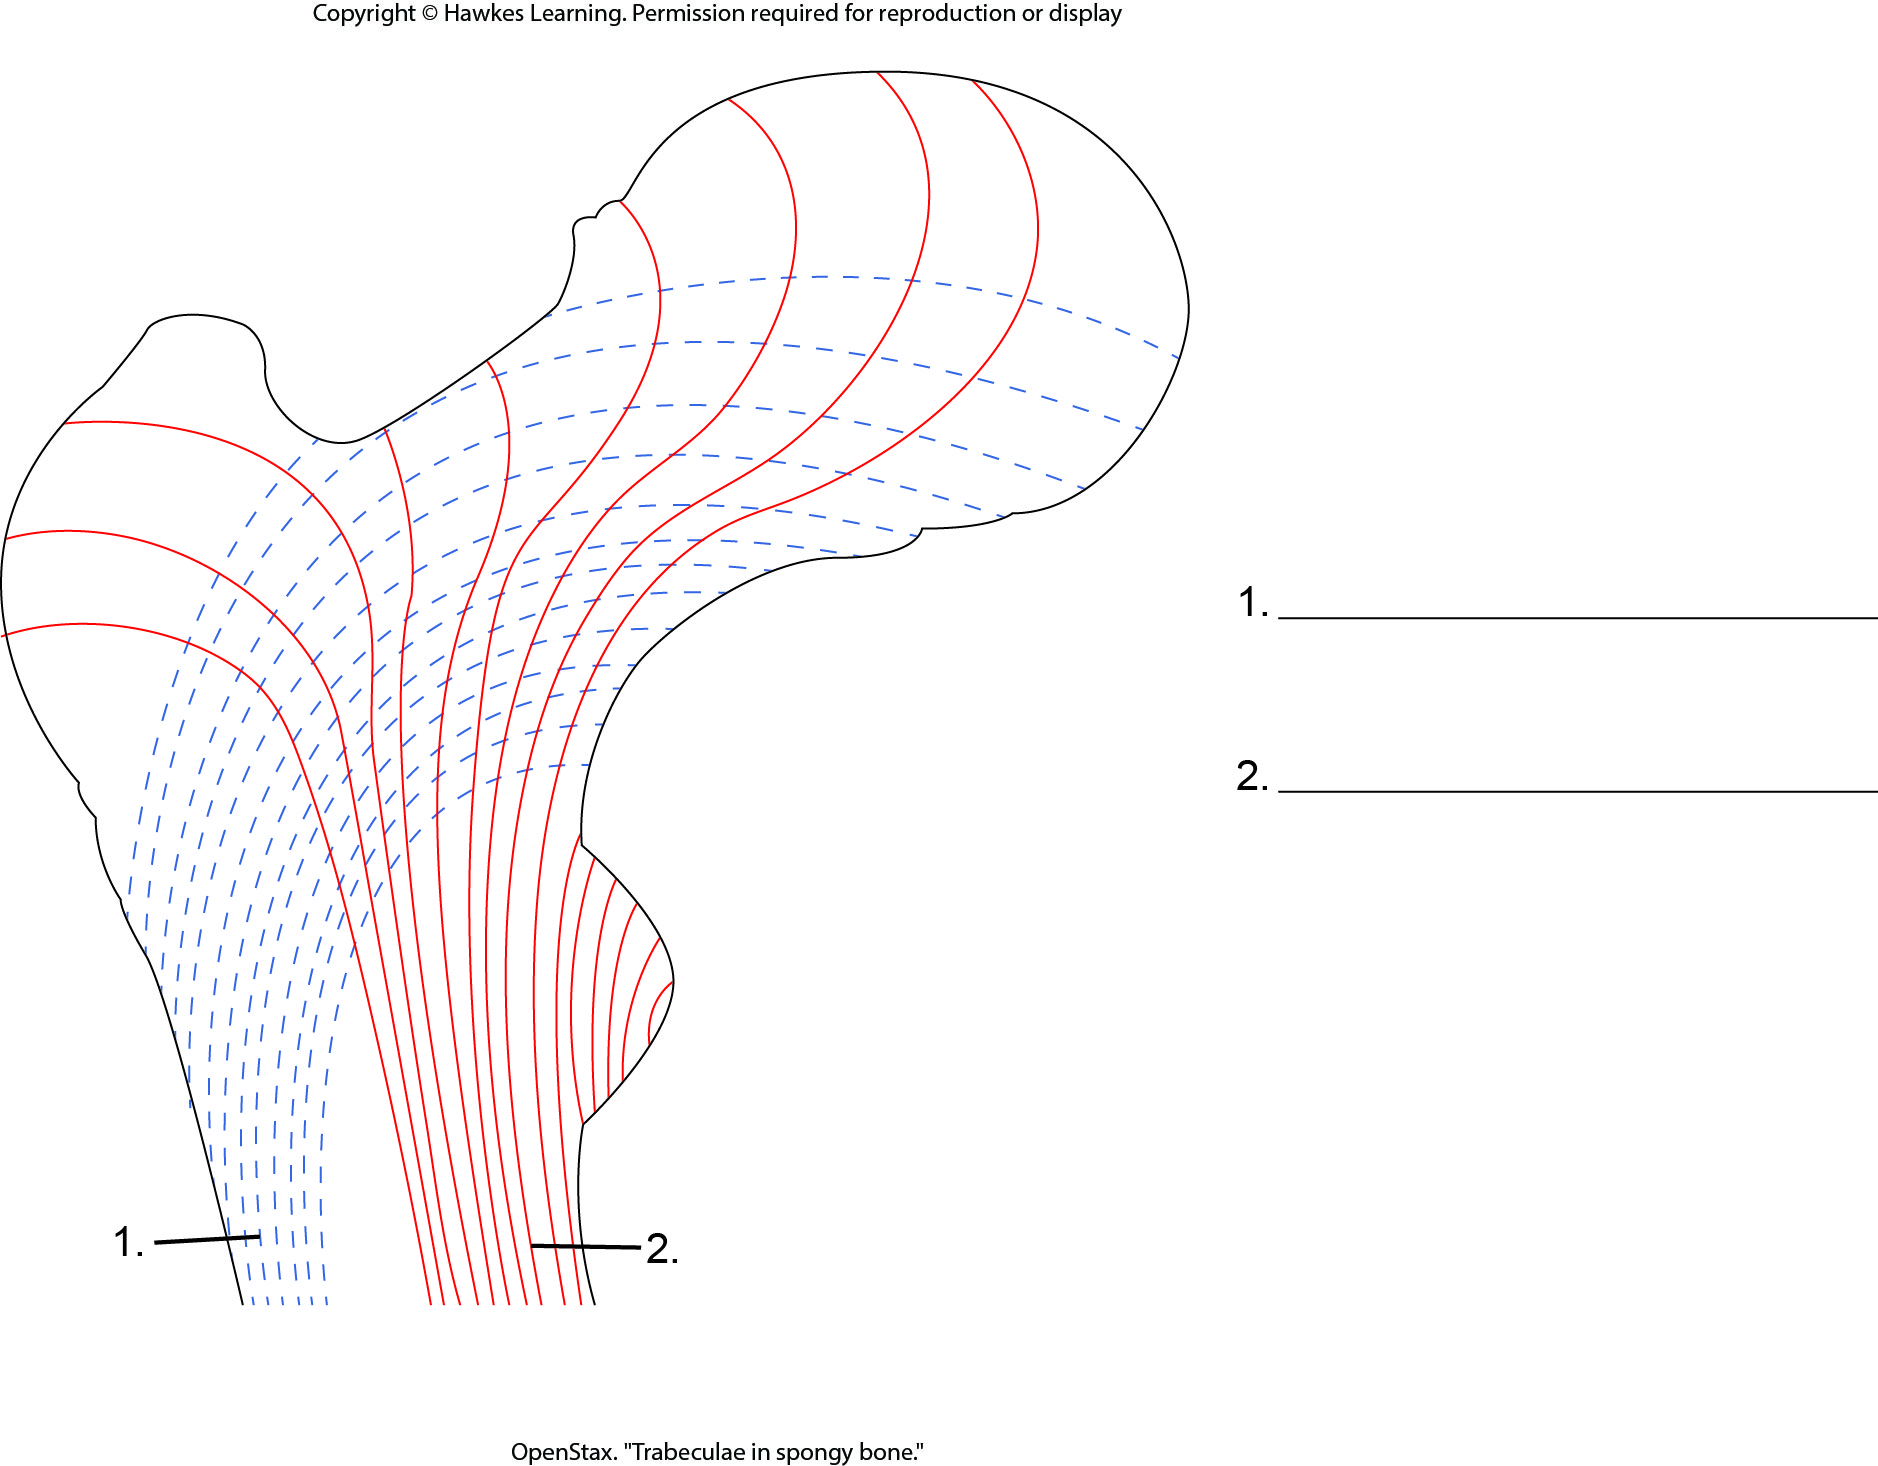 Copyright © Hawkes Learning. Permission required for reproduction or display
1.
2.
1.
2.
OpenStax. "Trabeculae in spongy bone."